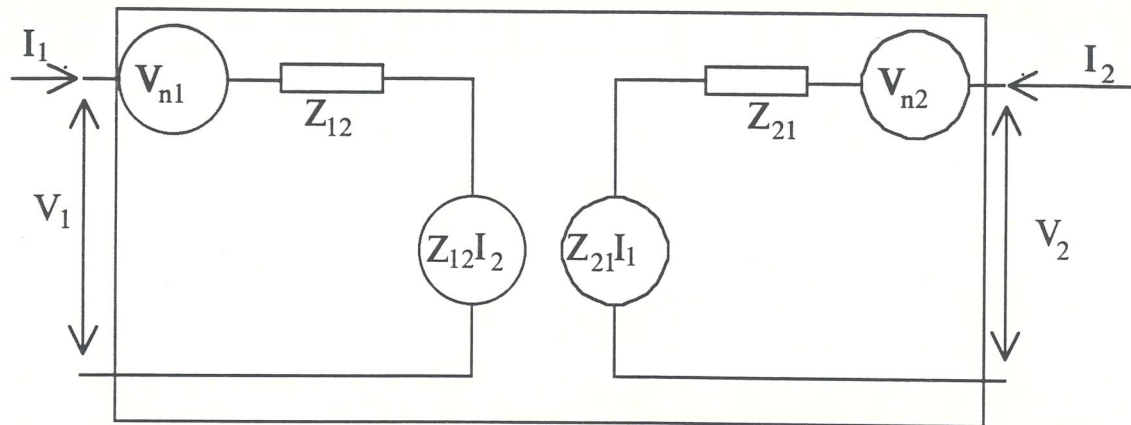 I₁
Vₙ₁
Z₁₂
Z₂₁
Vₙ₂
I₂
V₁
Z₁₂I₂
Z₂₁I₁
V₂